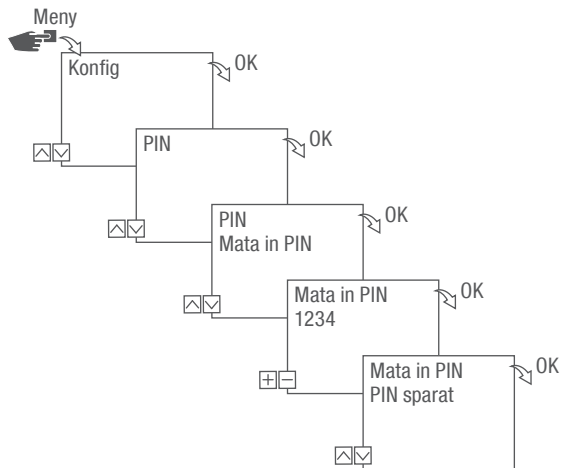 Meny
Konfig
OK
PIN
OK
PIN
Mata in PIN
OK
Mata in PIN
1234
OK
Mata in PIN
PIN sparat
OK